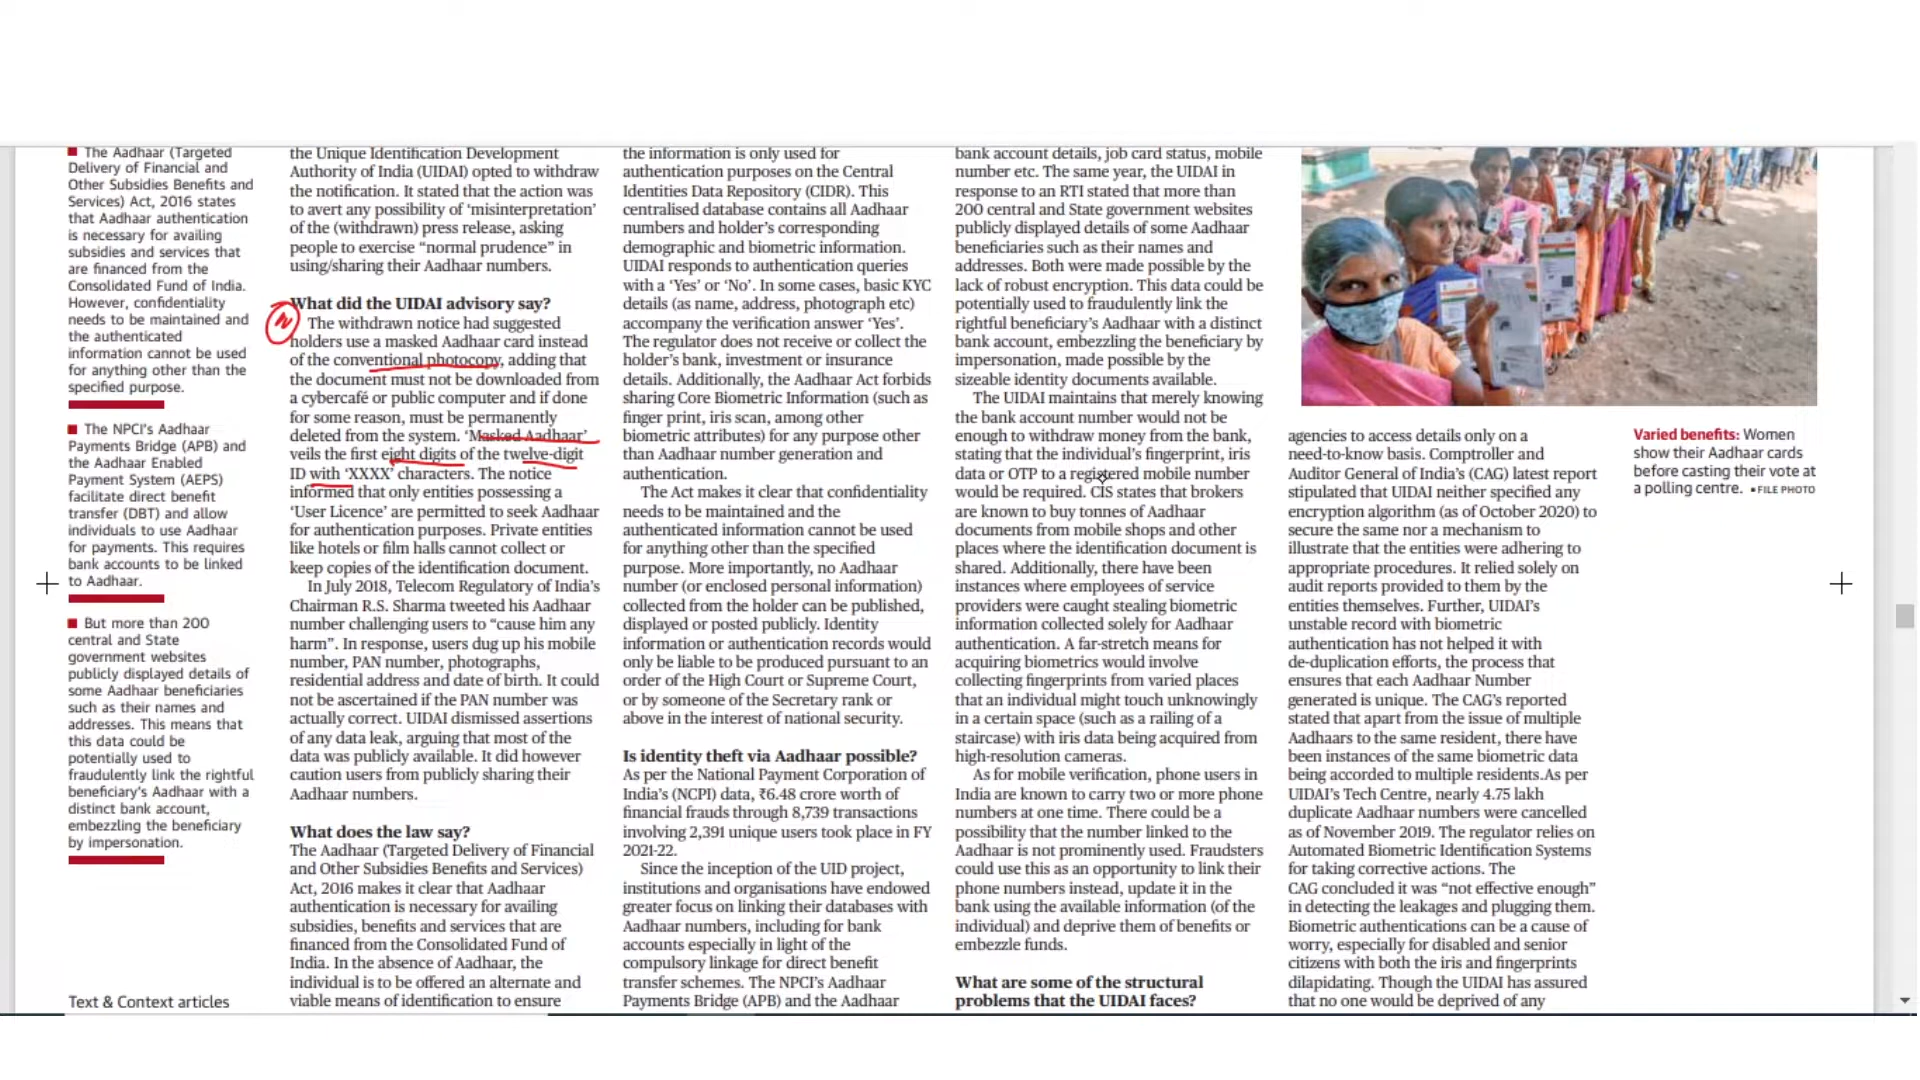 The Aadhaar (Targeted
Delivery of Financial and
Other Subsidies Benefits and
Services) Act, 2016 states
that Aadhaar authentication
is necessary for availing
subsidies and services that
are financed from the
Consolidated Fund of India.
However, confidentiality
needs to be maintained and
the authenticated
information cannot be used
for anything other than the
specified purpose.
The NPCI's Aadhaar
Payments Bridge (APB) and
the Aadhaar Enabled
Payment System (AEPS)
facilitate direct benefit
transfer (DBT) and allow
individuals to use Aadhaar
for payments. This requires
bank accounts to be linked
to Aadhaar.
But more than 200
central and State
government websites
publicly displayed details of
some Aadhaar beneficiaries
such as their names and
addresses. This means that
this data could be
potentially used to
fraudulently link the rightful
beneficiary's Aadhaar with a
distinct bank account,
embezzling the beneficiary
by impersonation.
Text & Context articles
the Unique Identification Development
Authority of India (UIDAI) opted to withdraw
the notification. It stated that the action was
to avert any possibility of 'misinterpretation'
of the (withdrawn) press release, asking
people to exercise "normal prudence" in
using/sharing their Aadhaar numbers.
What did the UIDAI advisory say?
N
The withdrawn notice had suggested
holders use a masked Aadhaar card instead
of the conventional photocopy, adding that
the document must not be downloaded from
a cybercafé or public computer and if done
for some reason, must be permanently
deleted from the system. 'Masked Aadhaar'
veils the first eight digits of the twelve-digit
ID with 'XXXX' characters. The notice
informed that only entities possessing a
'User Licence' are permitted to seek Aadhaar
for authentication purposes. Private entities
like hotels or film halls cannot collect or
keep copies of the identification document.
In July 2018, Telecom Regulatory of India's
Chairman R.S. Sharma tweeted his Aadhaar
number challenging users to "cause him any
harm". In response, users dug up his mobile
number, PAN number, photographs,
residential address and date of birth. It could
not be ascertained if the PAN number was
actually correct. UIDAI dismissed assertions
of any data leak, arguing that most of the
data was publicly available. It did however
caution users from publicly sharing their
Aadhaar numbers.
What does the law say?
The Aadhaar (Targeted Delivery of Financial
and Other Subsidies Benefits and Services)
Act, 2016 makes it clear that Aadhaar
authentication is necessary for availing
subsidies, benefits and services that are
financed from the Consolidated Fund of
India. In the absence of Aadhaar, the
individual is to be offered an alternate and
viable means of identification to ensure
the information is only used for
authentication purposes on the Central
Identities Data Repository (CIDR). This
centralised database contains all Aadhaar
numbers and holder's corresponding
demographic and biometric information.
UIDAI responds to authentication queries
with a 'Yes' or 'No'. In some cases, basic KYC
details (as name, address, photograph etc)
accompany the verification answer 'Yes'.
The regulator does not receive or collect the
holder's bank, investment or insurance
details. Additionally, the Aadhaar Act forbids
sharing Core Biometric Information (such as
finger print, iris scan, among other
biometric attributes) for any purpose other
than Aadhaar number generation and
authentication.
The Act makes it clear that confidentiality
needs to be maintained and the
authenticated information cannot be used
for anything other than the specified
purpose. More importantly, no Aadhaar
number (or enclosed personal information)
collected from the holder can be published,
displayed or posted publicly. Identity
information or authentication records would
only be liable to be produced pursuant to an
order of the High Court or Supreme Court,
or by someone of the Secretary rank or
above in the interest of national security.
Is identity theft via Aadhaar possible?
As per the National Payment Corporation of
India's (NCPI) data, ₹6.48 crore worth of
financial frauds through 8,739 transactions
involving 2,391 unique users took place in FY
2021-22.
Since the inception of the UID project,
institutions and organisations have endowed
greater focus on linking their databases with
Aadhaar numbers, including for bank
accounts especially in light of the
compulsory linkage for direct benefit
transfer schemes. The NPCI's Aadhaar
Payments Bridge (APB) and the Aadhaar
bank account details, job card status, mobile
number etc. The same year, the UIDAI in
response to an RTI stated that more than
200 central and State government websites
publicly displayed details of some Aadhaar
beneficiaries such as their names and
addresses. Both were made possible by the
lack of robust encryption. This data could be
potentially used to fraudulently link the
rightful beneficiary's Aadhaar with a distinct
bank account, embezzling the beneficiary by
impersonation, made possible by the
sizeable identity documents available.
The UIDAI maintains that merely knowing
the bank account number would not be
enough to withdraw money from the bank,
stating that the individual's fingerprint, iris
data or OTP to a registered mobile number
would be required. CIS states that brokers
are known to buy tonnes of Aadhaar
documents from mobile shops and other
places where the identification document is
shared. Additionally, there have been
instances where employees of service
providers were caught stealing biometric
information collected solely for Aadhaar
authentication. A far-stretch means for
acquiring biometrics would involve
collecting fingerprints from varied places
that an individual might touch unknowingly
in a certain space (such as a railing of a
staircase) with iris data being acquired from
high-resolution cameras.
As for mobile verification, phone users in
India are known to carry two or more phone
numbers at one time. There could be a
possibility that the number linked to the
Aadhaar is not prominently used. Fraudsters
could use this as an opportunity to link their
phone numbers instead, update it in the
bank using the available information (of the
individual) and deprive them of benefits or
embezzle funds.
What are some of the structural
problems that the UIDAI faces?
agencies to access details only on a
need-to-know basis. Comptroller and
Auditor General of India's (CAG) latest report
stipulated that UIDAI neither specified any
encryption algorithm (as of October 2020) to
secure the same nor a mechanism to
illustrate that the entities were adhering to
appropriate procedures. It relied solely on
audit reports provided to them by the
entities themselves. Further, UIDAI's
unstable record with biometric
authentication has not helped it with
de-duplication efforts, the process that
ensures that each Aadhaar Number
generated is unique. The CAG's reported
stated that apart from the issue of multiple
Aadhaars to the same resident, there have
been instances of the same biometric data
being accorded to multiple residents.As per
UIDAI's Tech Centre, nearly 4.75 lakh
duplicate Aadhaar numbers were cancelled
as of November 2019. The regulator relies on
Automated Biometric Identification Systems
for taking corrective actions. The
CAG concluded it was "not effective enough"
in detecting the leakages and plugging them.
Biometric authentications can be a cause of
worry, especially for disabled and senior
citizens with both the iris and fingerprints
dilapidating. Though the UIDAI has assured
that no one would be deprived of any
Varied benefits: Women
show their Aadhaar cards
before casting their vote at
a polling centre. ▪FILE PHOTO